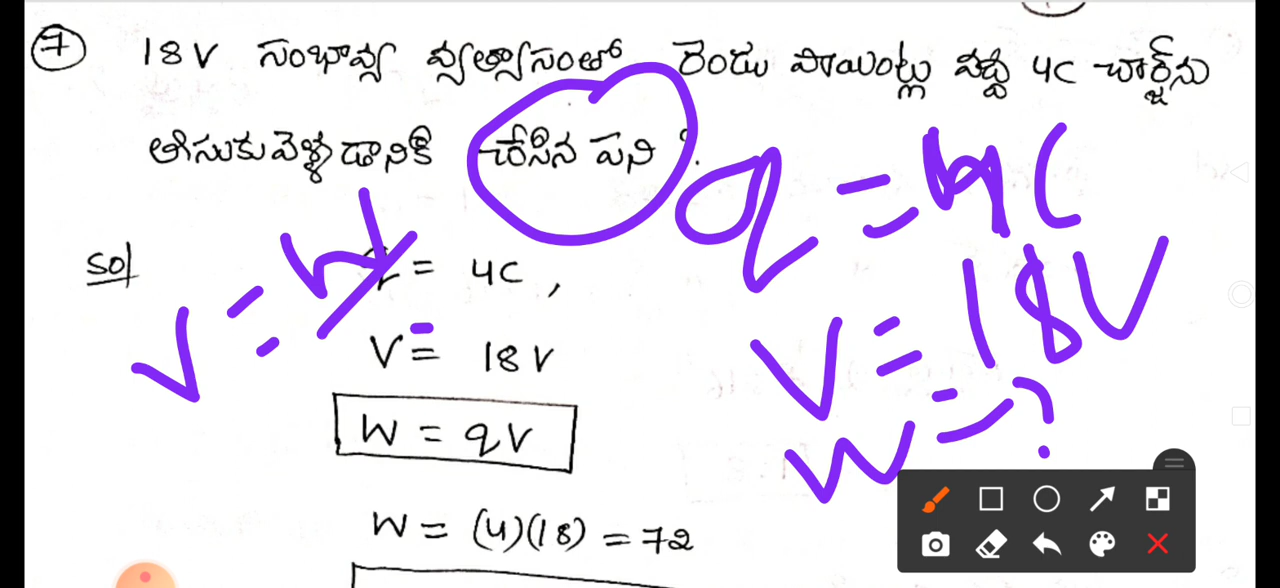 7 18V సంభావ్య వ్యత్యాసంతో రెండు పాయింట్లు వద్ద 4C చార్జ్‌ను
తీసుకువెళ్ళడానికి చేసిన పని ?
q = 4C
V = 18V
W = ?
V = W/
Sol
= 4C,
V = 18V
W = qV
W = (4)(18) = 72